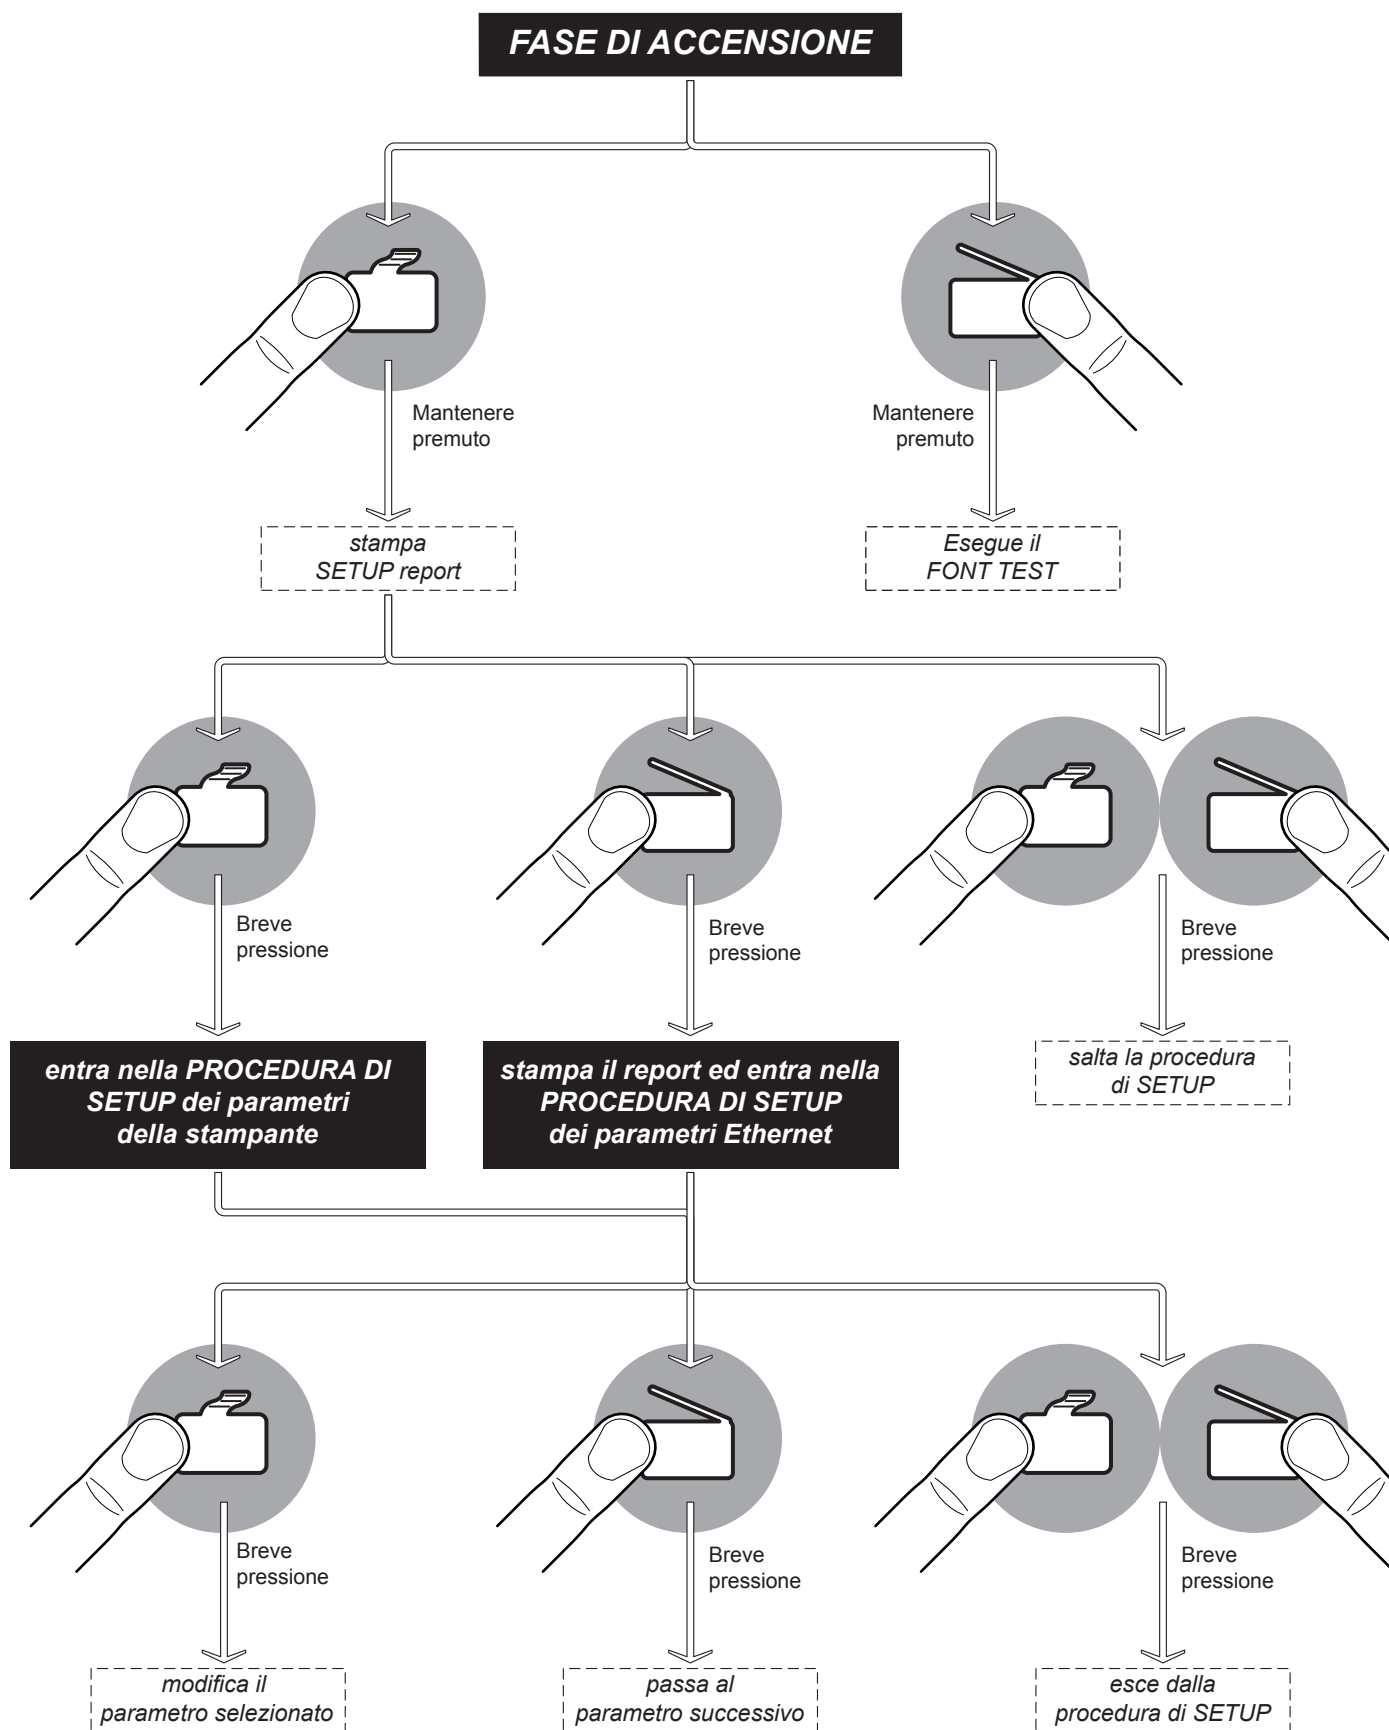 FASE DI ACCENSIONE
Mantenere
premuto
Mantenere
premuto
stampa
SETUP report
Esegue il
FONT TEST
Breve
pressione
Breve
pressione
Breve
pressione
entra nella PROCEDURA DI
SETUP dei parametri
della stampante
stampa il report ed entra nella
PROCEDURA DI SETUP
dei parametri Ethernet
salta la procedura
di SETUP
Breve
pressione
Breve
pressione
Breve
pressione
modifica il
parametro selezionato
passa al
parametro successivo
esce dalla
procedura di SETUP